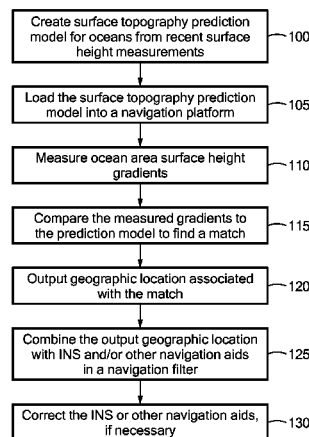 Create surface topography prediction
model for oceans from recent surface
height measurements
100
Load the surface topography prediction
model into a navigation platform
105
Measure ocean area surface height
gradients
110
Compare the measured gradients to
the prediction model to find a match
115
Output geographic location associated
with the match
120
Combine the output geographic location
with INS and/or other navigation aids
in a navigation filter
125
Correct the INS or other navigation aids,
if necessary
130